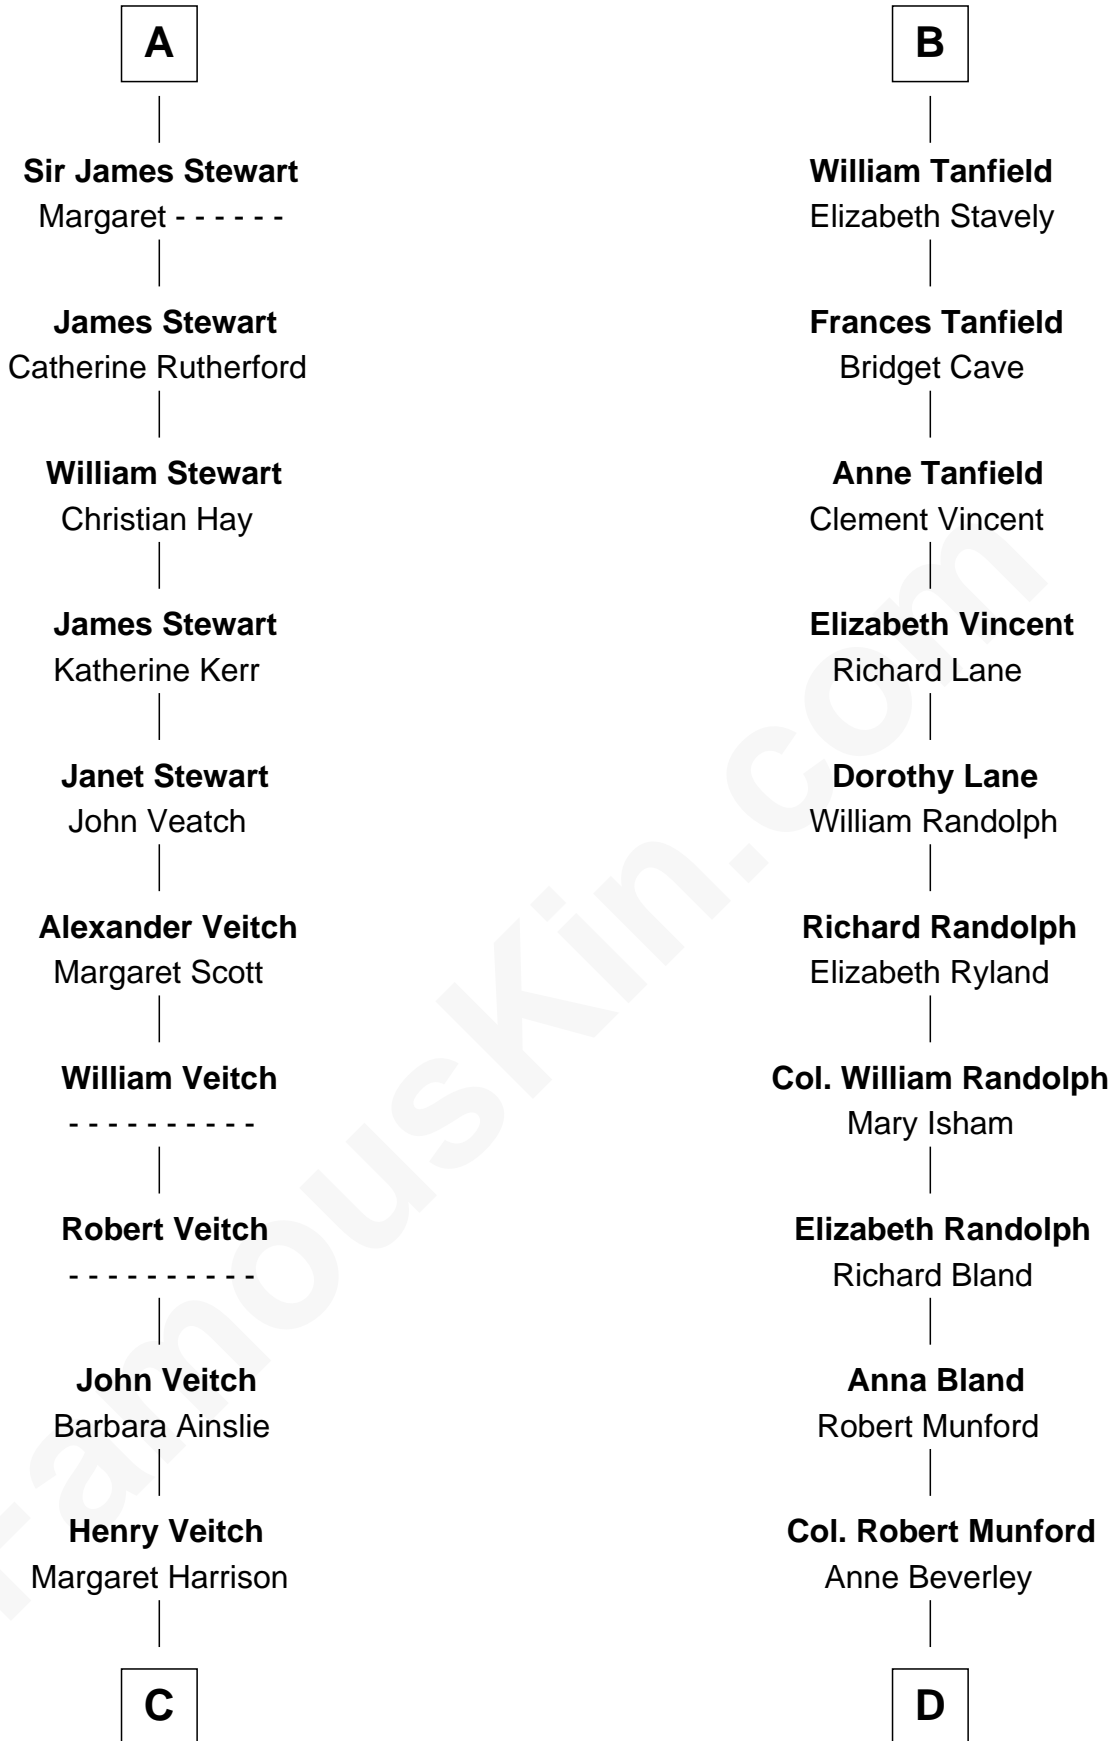 A
Sir James Stewart
Margaret - - - - - -
James Stewart
Catherine Rutherford
William Stewart
Christian Hay
James Stewart
Katherine Kerr
Janet Stewart
John Veatch
Alexander Veitch
Margaret Scott
William Veitch
- - - - - - - - - -
Robert Veitch
- - - - - - - - - -
John Veitch
Barbara Ainslie
Henry Veitch
Margaret Harrison
C
B
William Tanfield
Elizabeth Stavely
Frances Tanfield
Bridget Cave
Anne Tanfield
Clement Vincent
Elizabeth Vincent
Richard Lane
Dorothy Lane
William Randolph
Richard Randolph
Elizabeth Ryland
Col. William Randolph
Mary Isham
Elizabeth Randolph
Richard Bland
Anna Bland
Robert Munford
Col. Robert Munford
Anne Beverley
D
FamousKin.com